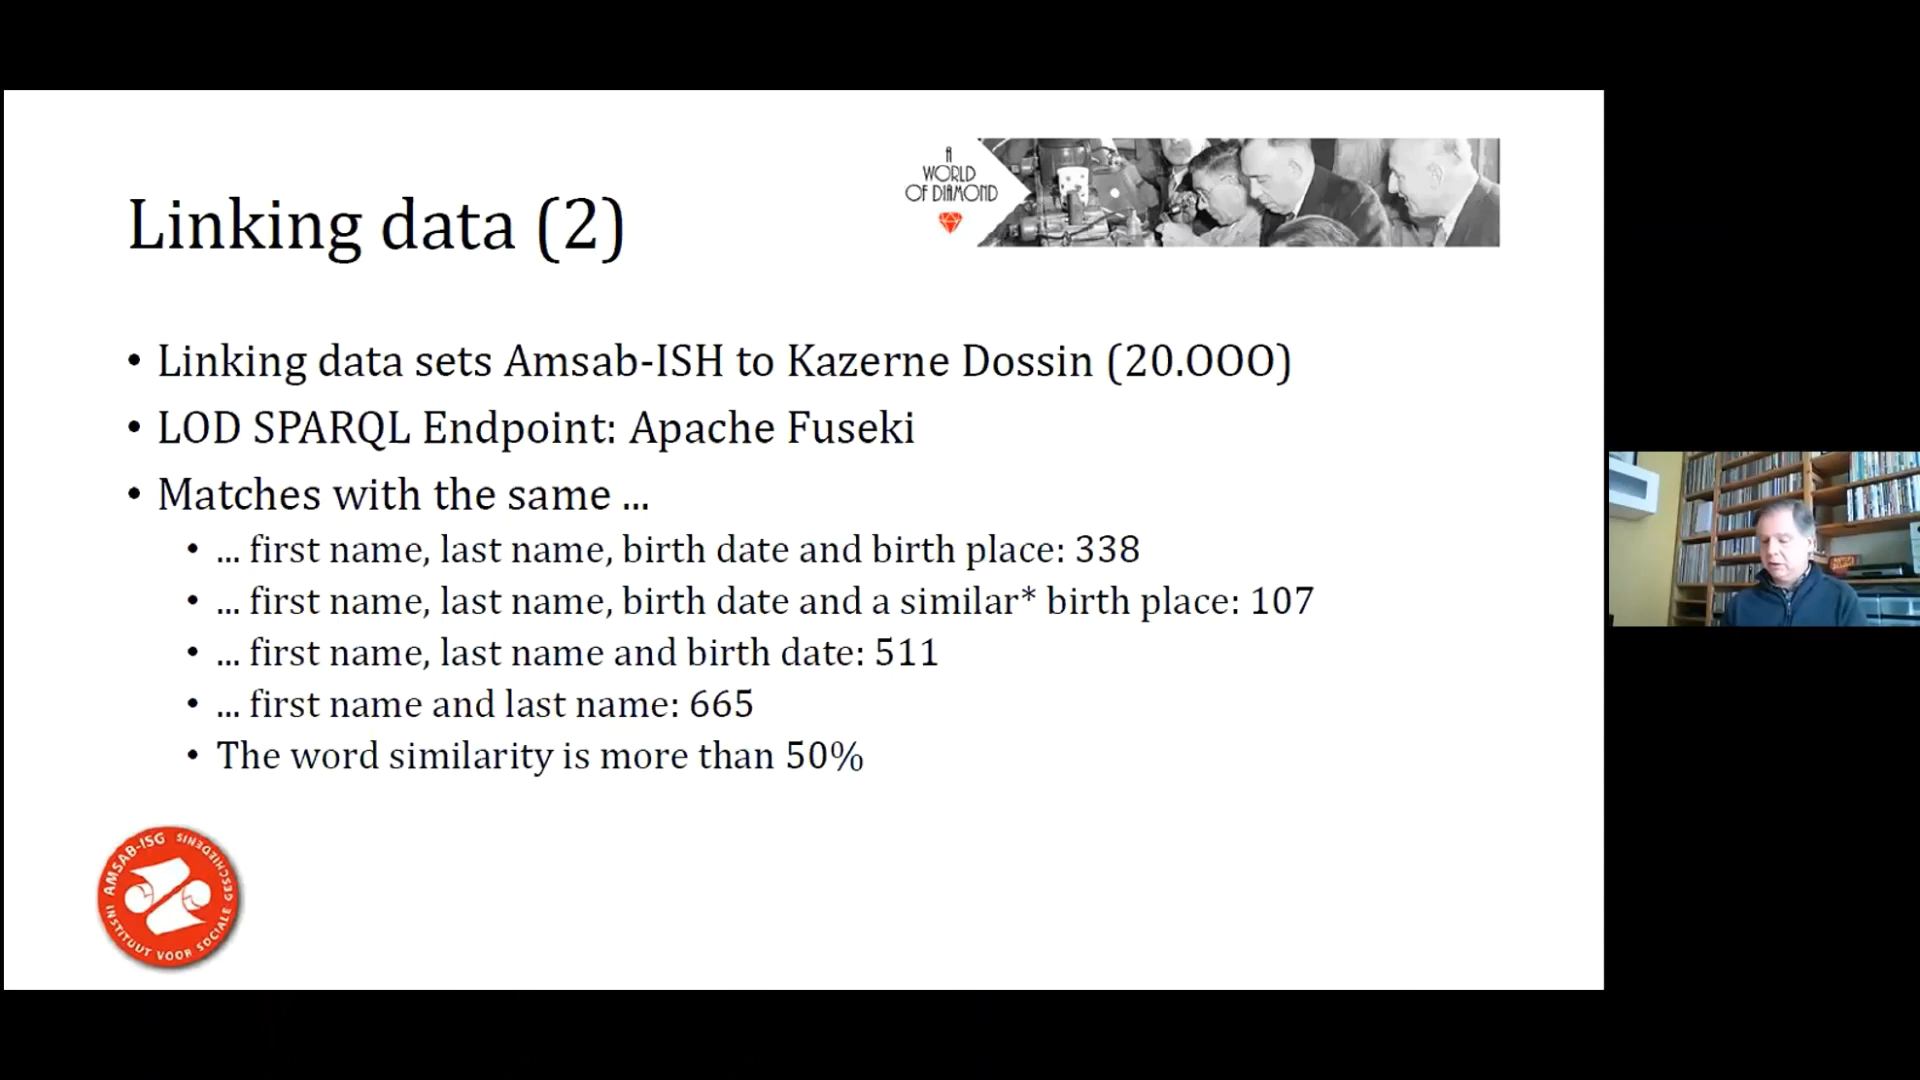 A
WORLD
OF DIAMOND
Linking data (2)
• Linking data sets Amsab-ISH to Kazerne Dossin (20.OOO)
• LOD SPARQL Endpoint: Apache Fuseki
• Matches with the same ...
• ... first name, last name, birth date and birth place: 338
• ... first name, last name, birth date and a similar* birth place: 107
• ... first name, last name and birth date: 511
• ... first name and last name: 665
• The word similarity is more than 50%
AMSAB-ISG
INSTITUUT VOOR SOCIALE GESCHIEDENIS